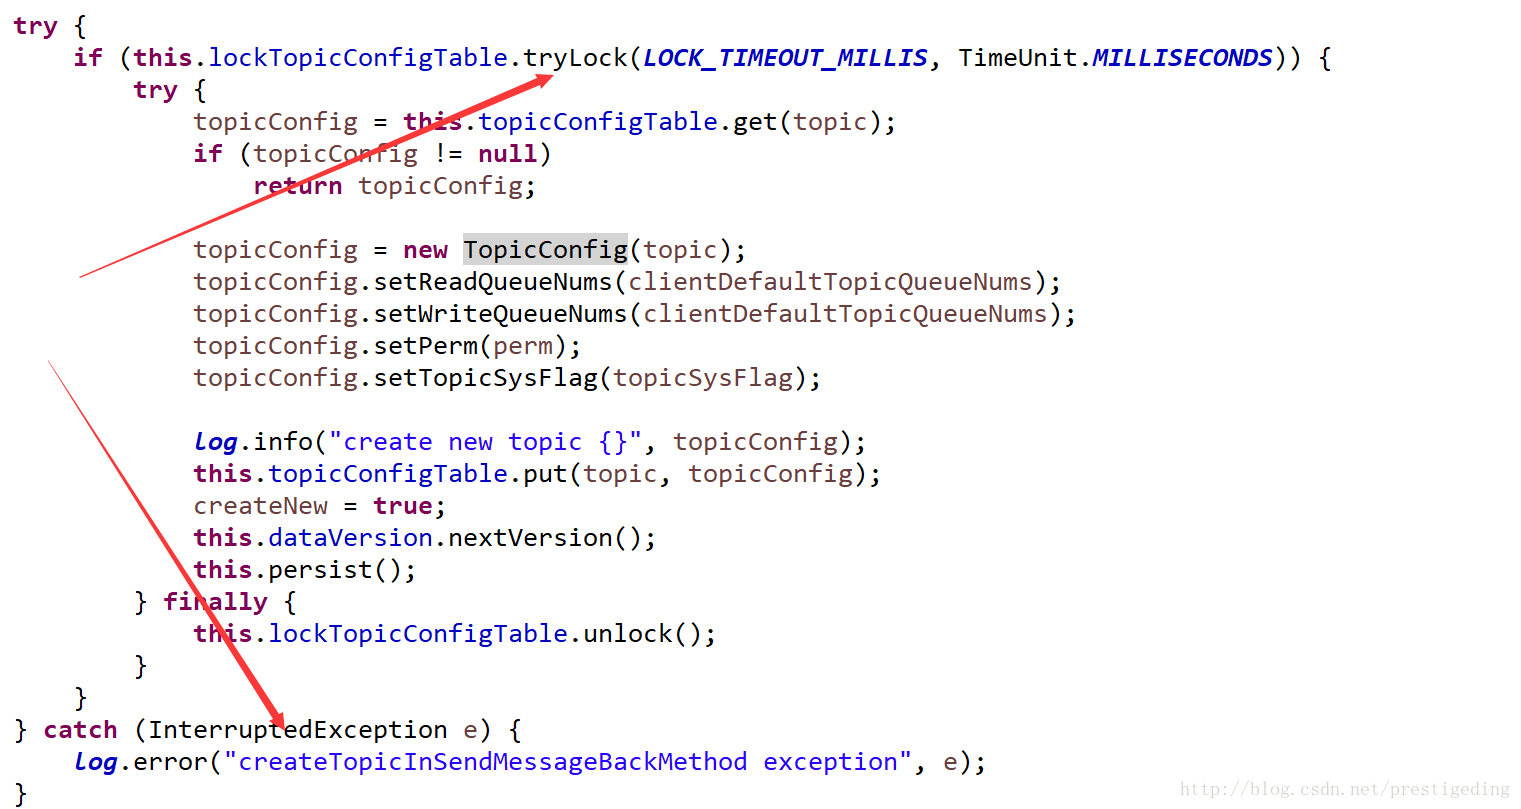 try {
    if (this.lockTopicConfigTable.tryLock(LOCK_TIMEOUT_MILLIS, TimeUnit.MILLISECONDS)) {
        try {
            topicConfig = this.topicConfigTable.get(topic);
            if (topicConfig != null)
                return topicConfig;

            topicConfig = new TopicConfig(topic);
            topicConfig.setReadQueueNums(clientDefaultTopicQueueNums);
            topicConfig.setWriteQueueNums(clientDefaultTopicQueueNums);
            topicConfig.setPerm(perm);
            topicConfig.setTopicSysFlag(topicSysFlag);

            log.info("create new topic {}", topicConfig);
            this.topicConfigTable.put(topic, topicConfig);
            createNew = true;
            this.dataVersion.nextVersion();
            this.persist();
        } finally {
            this.lockTopicConfigTable.unlock();
        }
    }
} catch (InterruptedException e) {
    log.error("createTopicInSendMessageBackMethod exception", e);
}
http://blog.csdn.net/prestigeding